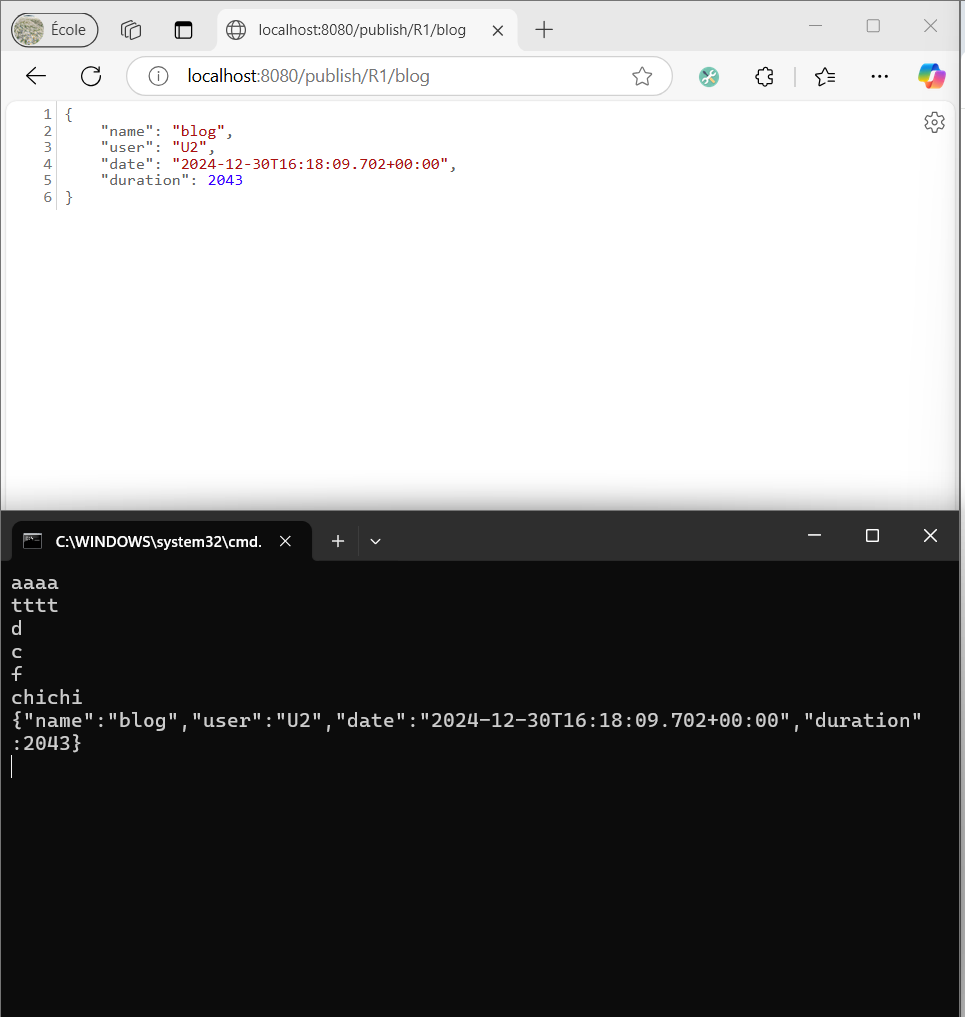 École
localhost:8080/publish/R1/blog
localhost:8080/publish/R1/blog
1 {
2 "name": "blog",
3 "user": "U2",
4 "date": "2024-12-30T16:18:09.702+00:00",
5 "duration": 2043
6 }
C:\WINDOWS\system32\cmd.
aaaa
tttt
d
c
f
chichi
{"name":"blog","user":"U2","date":"2024-12-30T16:18:09.702+00:00","duration"
:2043}